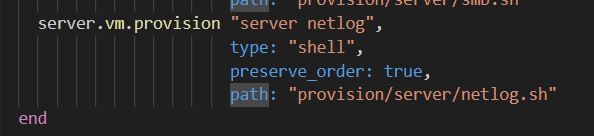 path: "provision/server/smb.sh"
server.vm.provision "server netlog",
type: "shell",
preserve_order: true,
path: "provision/server/netlog.sh"
end